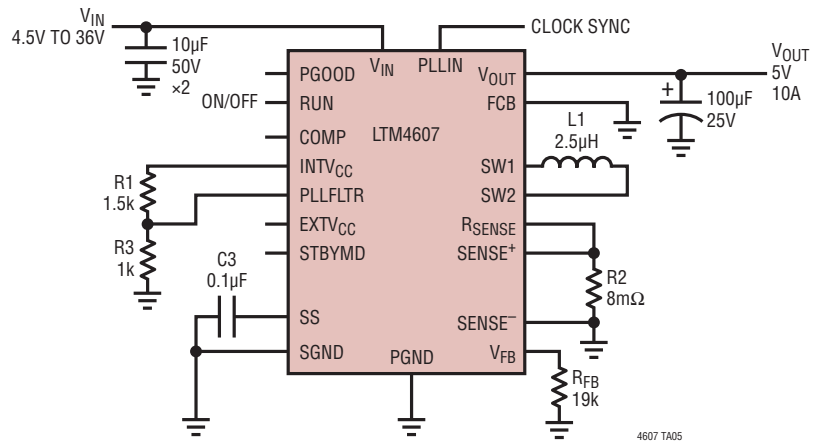 VIN
4.5V TO 36V
10µF
50V
×2
CLOCK SYNC
VOUT
5V
10A
100µF
25V
+
PGOOD
VIN
PLLIN
VOUT
ON/OFF
RUN
FCB
COMP
LTM4607
L1
2.5µH
INTVCC
SW1
R1
1.5k
PLLFLTR
SW2
EXTVCC
RSENSE
R3
1k
STBYMD
SENSE+
C3
0.1µF
R2
8mΩ
SS
SENSE–
SGND
PGND
VFB
RFB
19k
4607 TA05